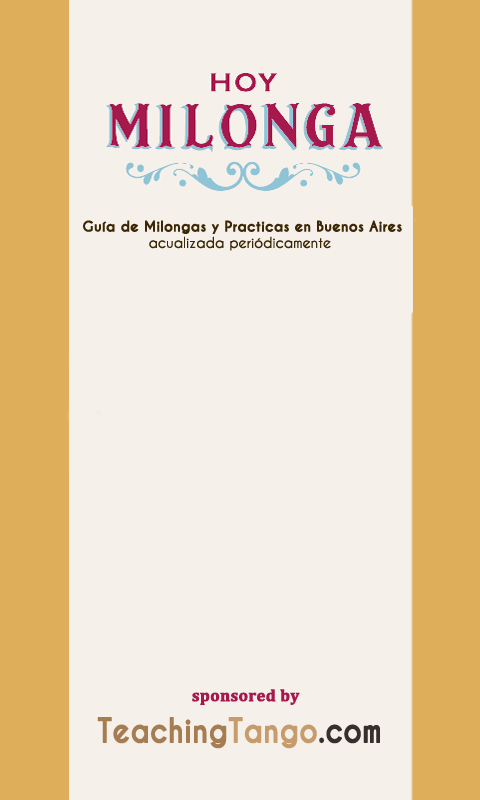 HOY
MILONGA
Guía de Milongas y Practicas en Buenos Aires
acualizada periódicamente
sponsored by
TeachingTango.com